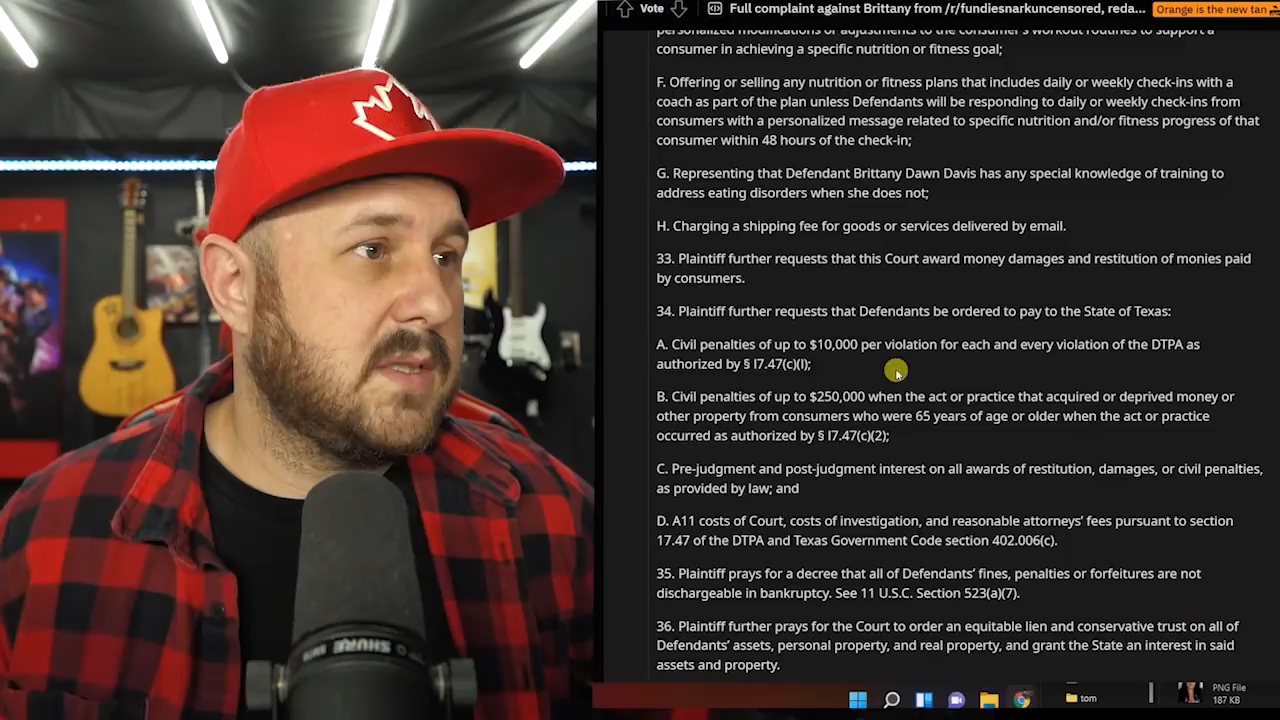 Vote
Full complaint against Brittany from /r/fundiesnarkuncensored, reda...
Orange is the new tan
personalized modifications or adjustments to the consumer's workout routines to support a
consumer in achieving a specific nutrition or fitness goal;
F. Offering or selling any nutrition or fitness plans that includes daily or weekly check-ins with a
coach as part of the plan unless Defendants will be responding to daily or weekly check-ins from
consumers with a personalized message related to specific nutrition and/or fitness progress of that
consumer within 48 hours of the check-in;
G. Representing that Defendant Brittany Dawn Davis has any special knowledge of training to
address eating disorders when she does not;
H. Charging a shipping fee for goods or services delivered by email.
33. Plaintiff further requests that this Court award money damages and restitution of monies paid
by consumers.
34. Plaintiff further requests that Defendants be ordered to pay to the State of Texas:
A. Civil penalties of up to $10,000 per violation for each and every violation of the DTPA as
authorized by § l7.47(c)(l);
B. Civil penalties of up to $250,000 when the act or practice that acquired or deprived money or
other property from consumers who were 65 years of age or older when the act or practice
occurred as authorized by § l7.47(c)(2);
C. Pre-judgment and post-judgment interest on all awards of restitution, damages, or civil penalties,
as provided by law; and
D. A11 costs of Court, costs of investigation, and reasonable attorneys' fees pursuant to section
17.47 of the DTPA and Texas Government Code section 402.006(c).
35. Plaintiff prays for a decree that all of Defendants' fines, penalties or forfeitures are not
dischargeable in bankruptcy. See 11 U.S.C. Section 523(a)(7).
36. Plaintiff further prays for the Court to order an equitable lien and conservative trust on all of
Defendants' assets, personal property, and real property, and grant the State an interest in said
assets and property.
tom
PNG File
187 KB
SHURE